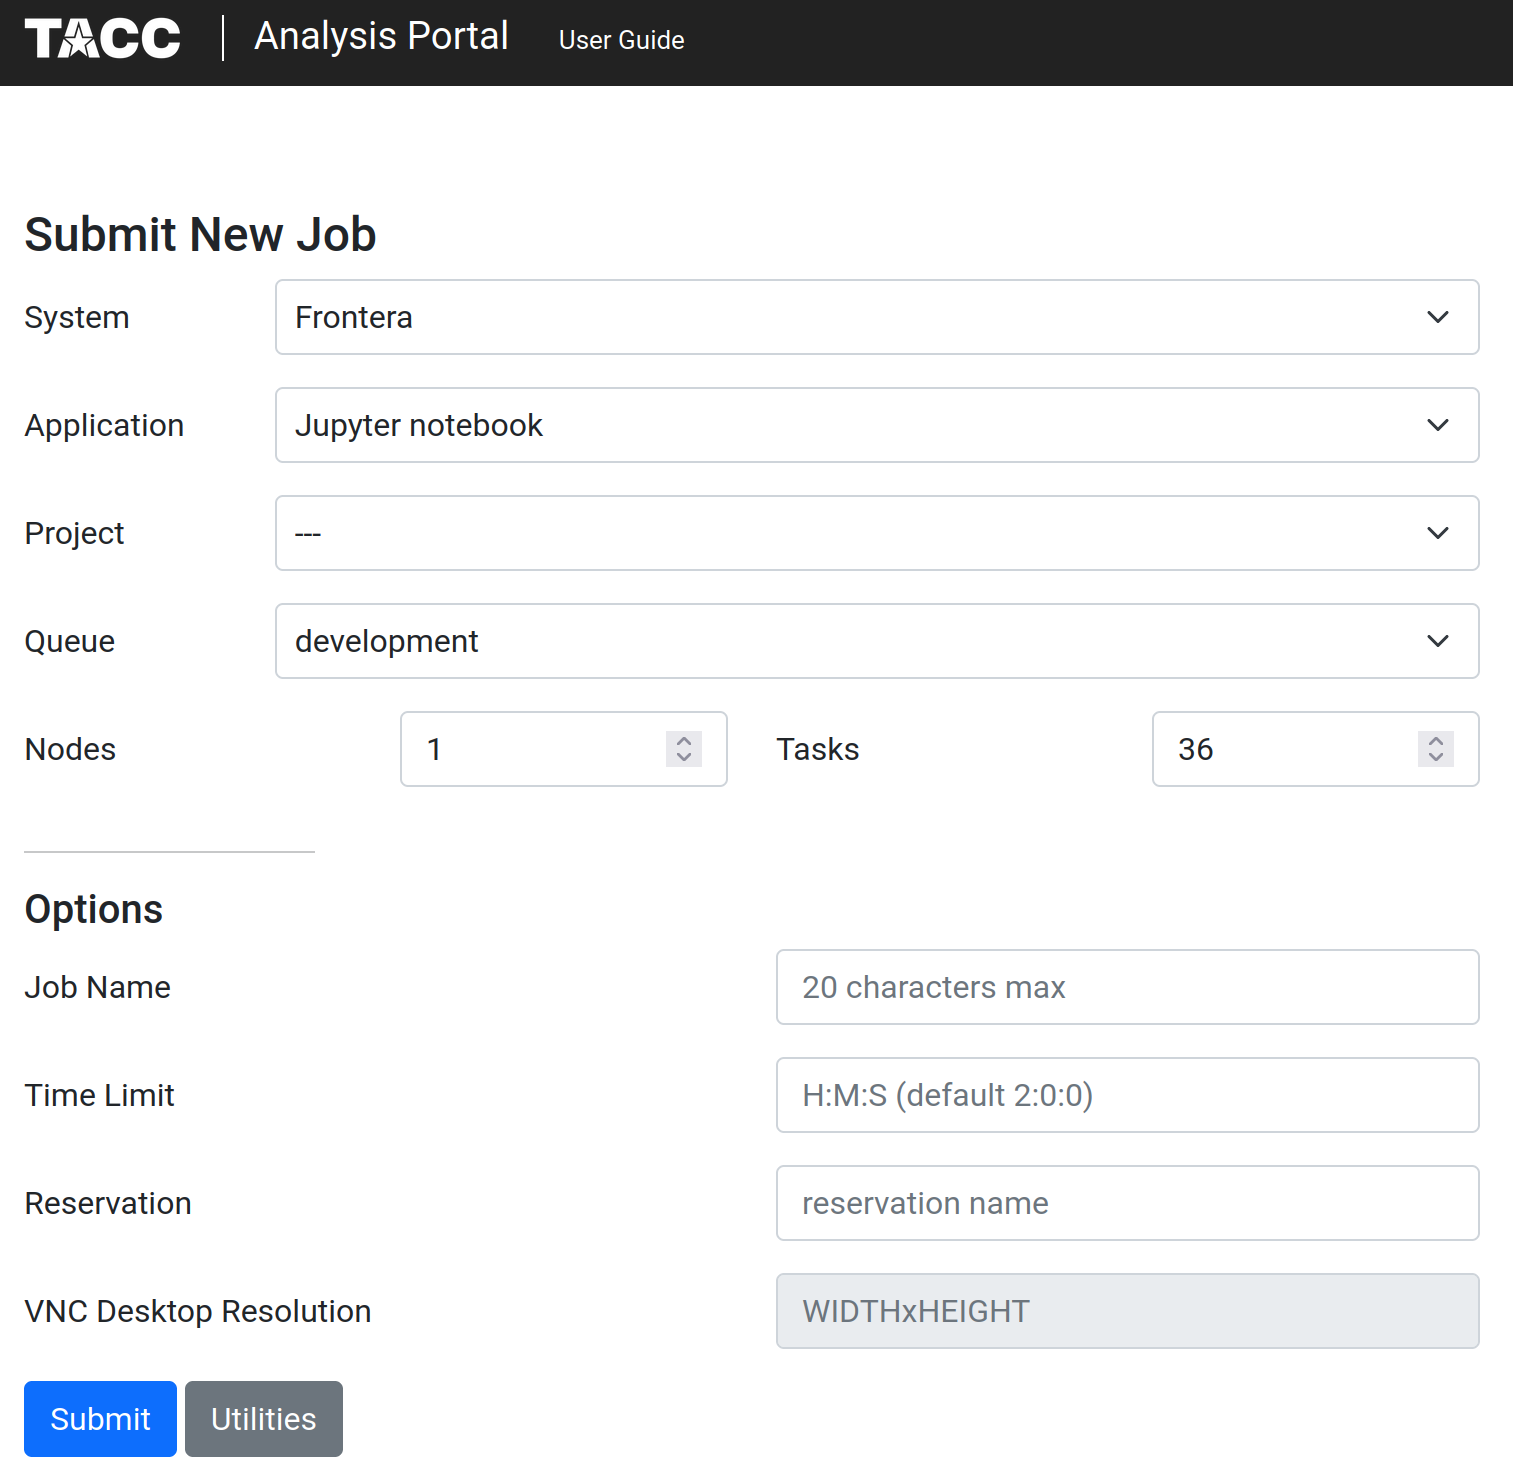 TACC Analysis Portal User Guide
Submit New Job
System Frontera
Application Jupyter notebook
Project ---
Queue development
Nodes 1 Tasks 36
Options
Job Name 20 characters max
Time Limit H:M:S (default 2:0:0)
Reservation reservation name
VNC Desktop Resolution WIDTHxHEIGHT
Submit Utilities